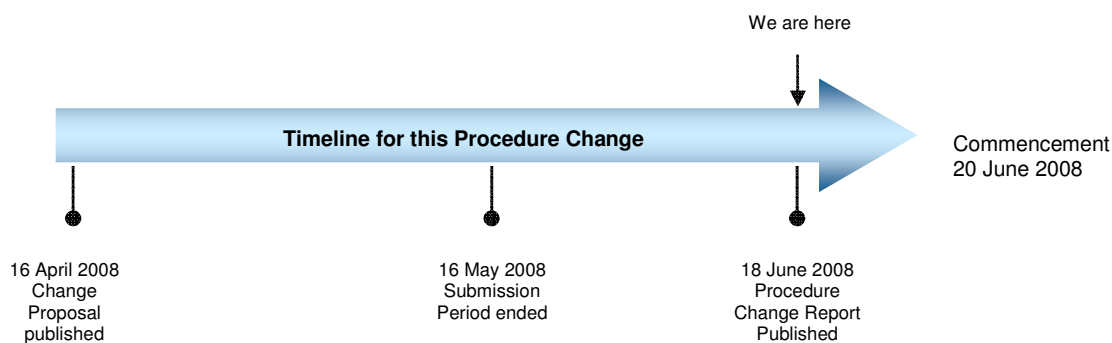 We are here
Timeline for this Procedure Change
Commencement
20 June 2008
16 April 2008
Change
Proposal
published
16 May 2008
Submission
Period ended
18 June 2008
Procedure
Change Report
Published